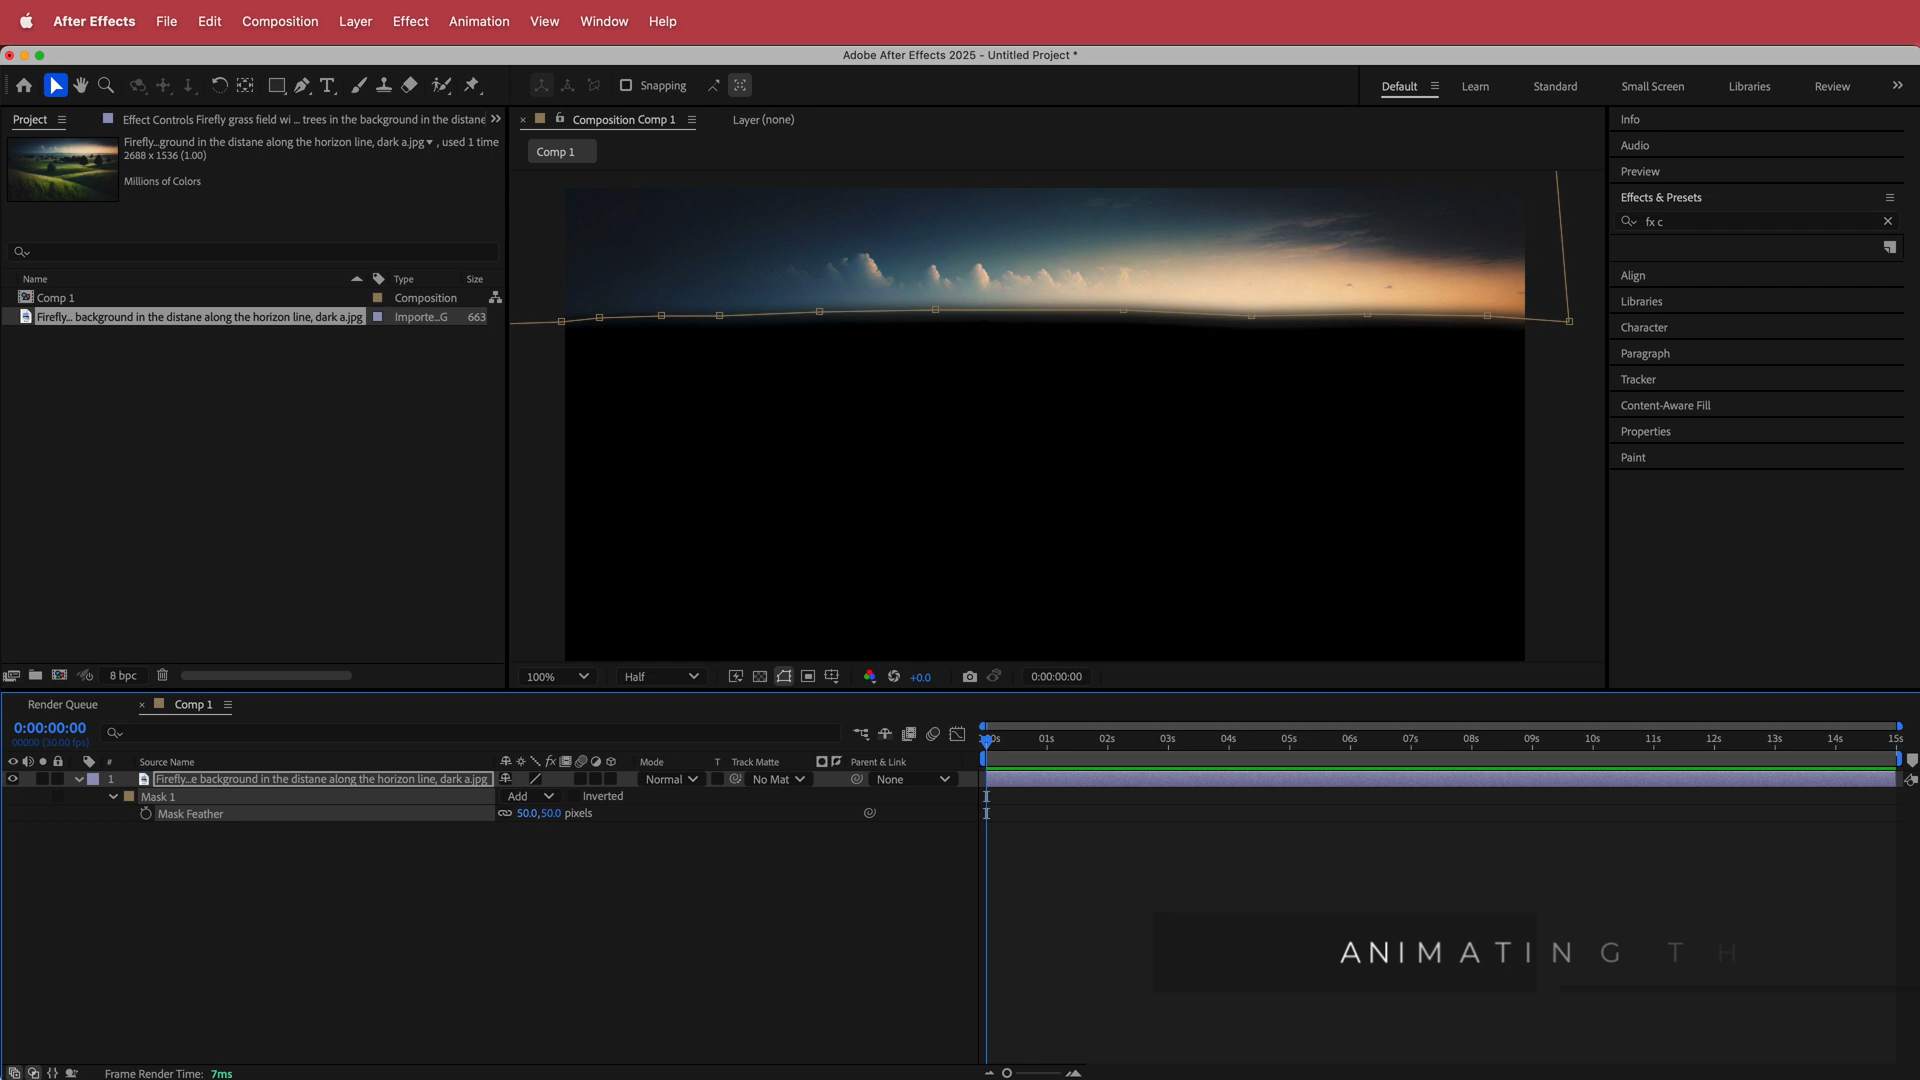 After Effects File Edit Composition Layer Effect Animation View Window Help
Adobe After Effects 2025 - Untitled Project *
Snapping
Default Learn Standard Small Screen Libraries Review
Project Effect Controls Firefly grass field wi ... trees in the background in the distane
Firefly...ground in the distane along the horizon line, dark a.jpg , used 1 time
2688 x 1536 (1.00)
Millions of Colors
Name Type Size
Comp 1 Composition
Firefly... background in the distane along the horizon line, dark a.jpg Importe...G 663
8 bpc
Composition Comp 1 Layer (none)
Comp 1
100% Half +0.0 0:00:00:00
Info
Audio
Preview
Effects & Presets
fx c
Align
Libraries
Character
Paragraph
Tracker
Content-Aware Fill
Properties
Paint
Render Queue Comp 1
0:00:00:00
00000 (30.00 fps)
# Source Name fx Mode T Track Matte Parent & Link
1 Firefly...e background in the distane along the horizon line, dark a.jpg Normal No Mat None
Mask 1 Add Inverted
Mask Feather 50.0,50.0 pixels
:00s 01s 02s 03s 04s 05s 06s 07s 08s 09s 10s 11s 12s 13s 14s 15s
ANIMATING TH
Frame Render Time: 7ms